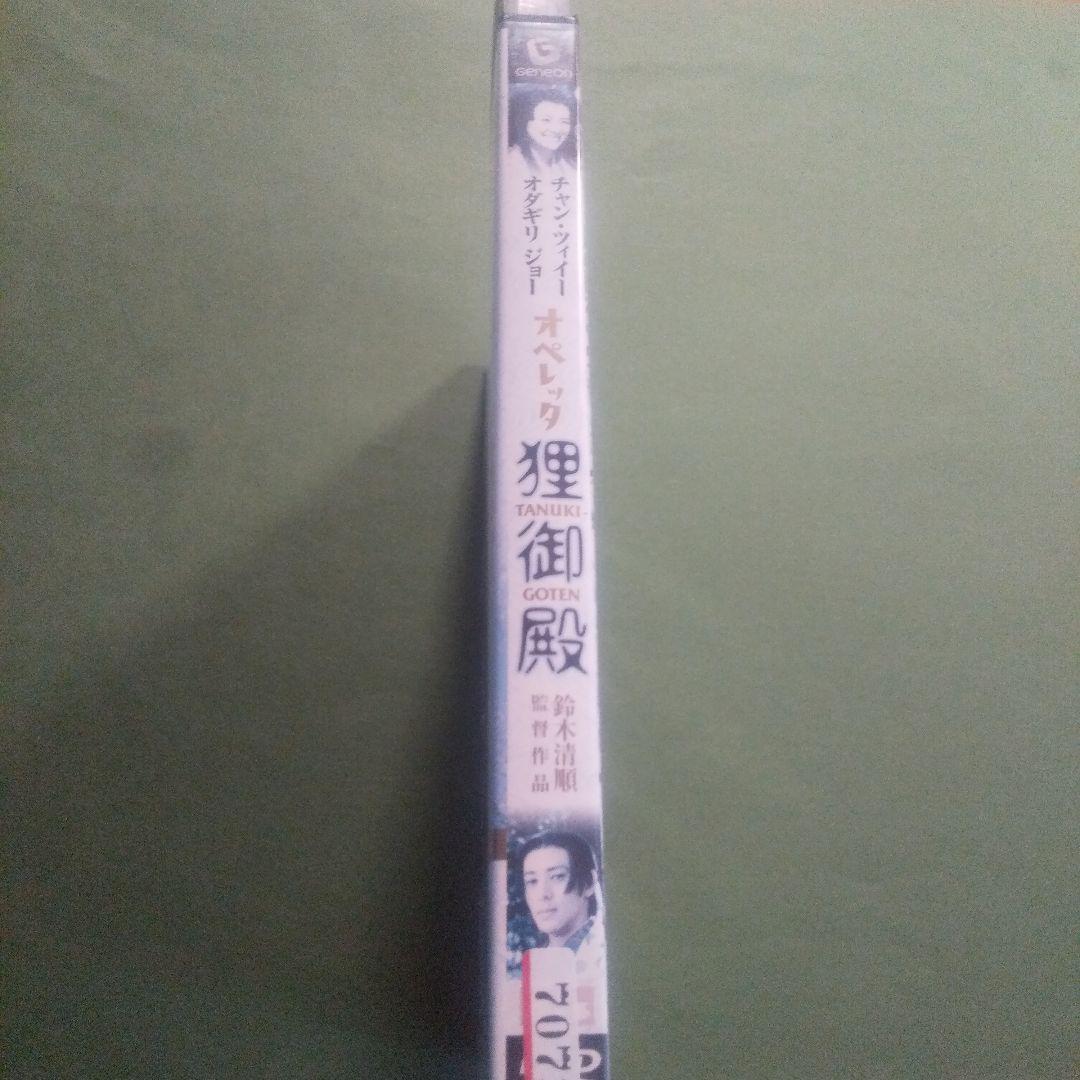 GENEON
チャン・ツィイー
オダギリ ジョー
オペレッタ
狸
TANUKI-
御
GOTEN
殿
鈴木清順
監督作品
707